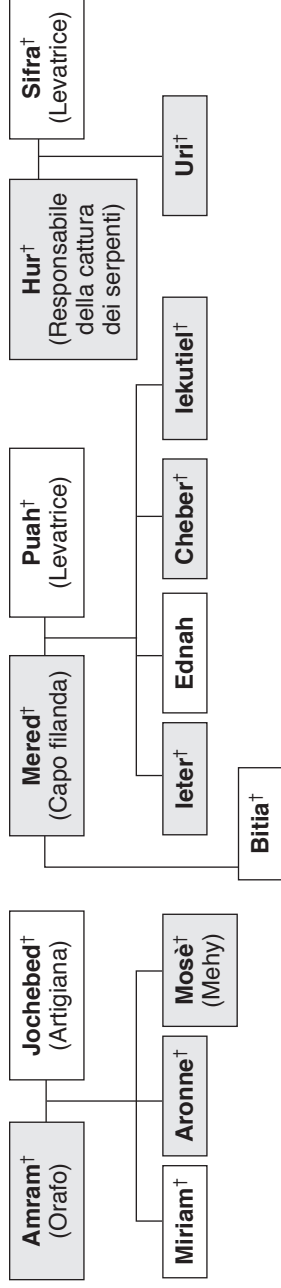 Amram†
(Orafo)
Jochebed†
(Artigiana)
Miriam†
Aronne†
Mosè†
(Mehy)
Mered†
(Capo filanda)
Puah†
(Levatrice)
Ieter†
Ednah
Cheber†
Iekutiel†
Bitia†
Hur†
(Responsabile
della cattura
dei serpenti)
Sifra†
(Levatrice)
Uri†